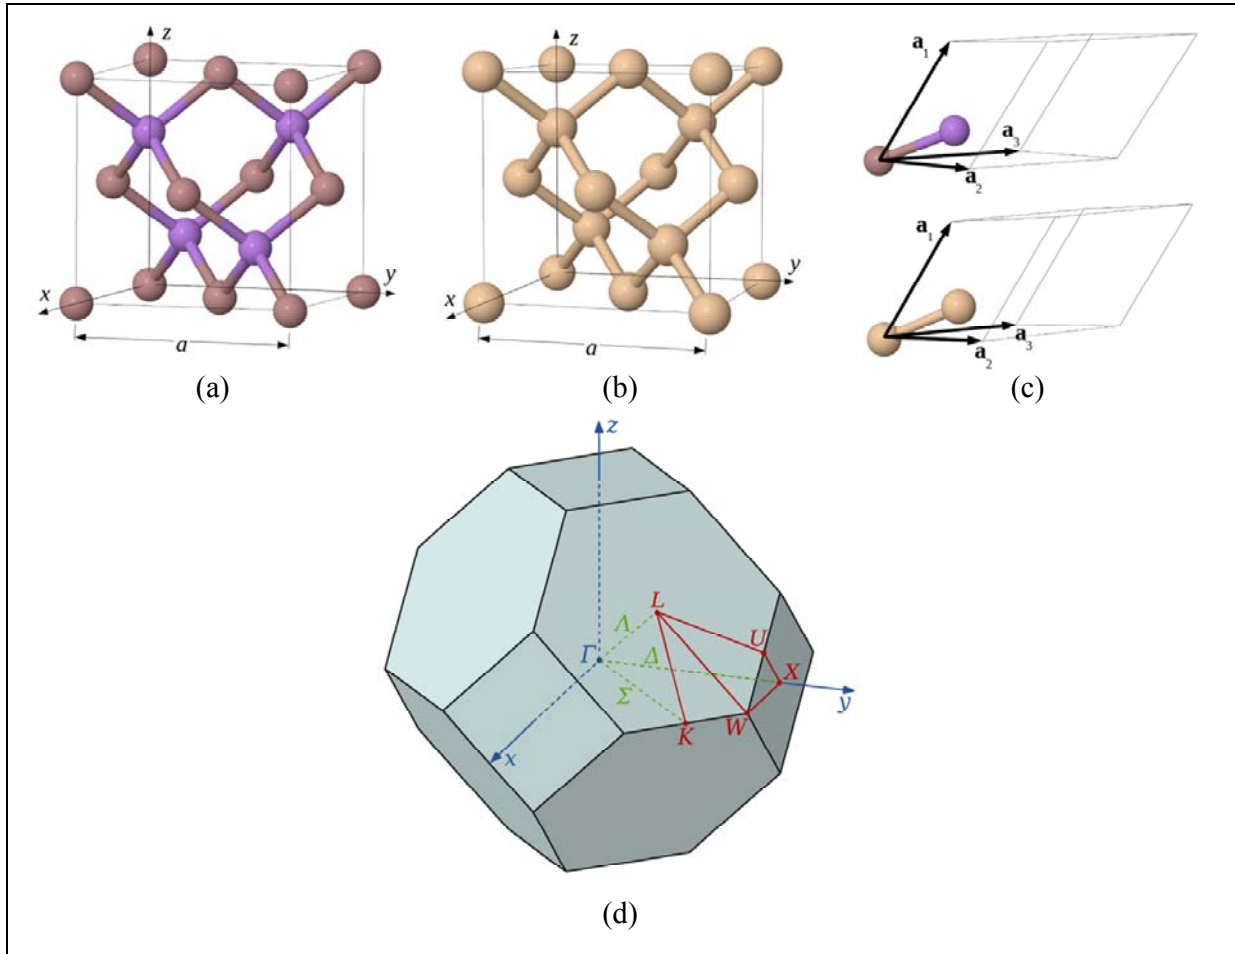 z
x
y
a
(a)
z
x
y
a
(b)
a₁
a₃
a₂
a₁
a₃
a₂
(c)
z
L
Λ
U
Γ
Δ
X
Σ
y
K
W
x
(d)